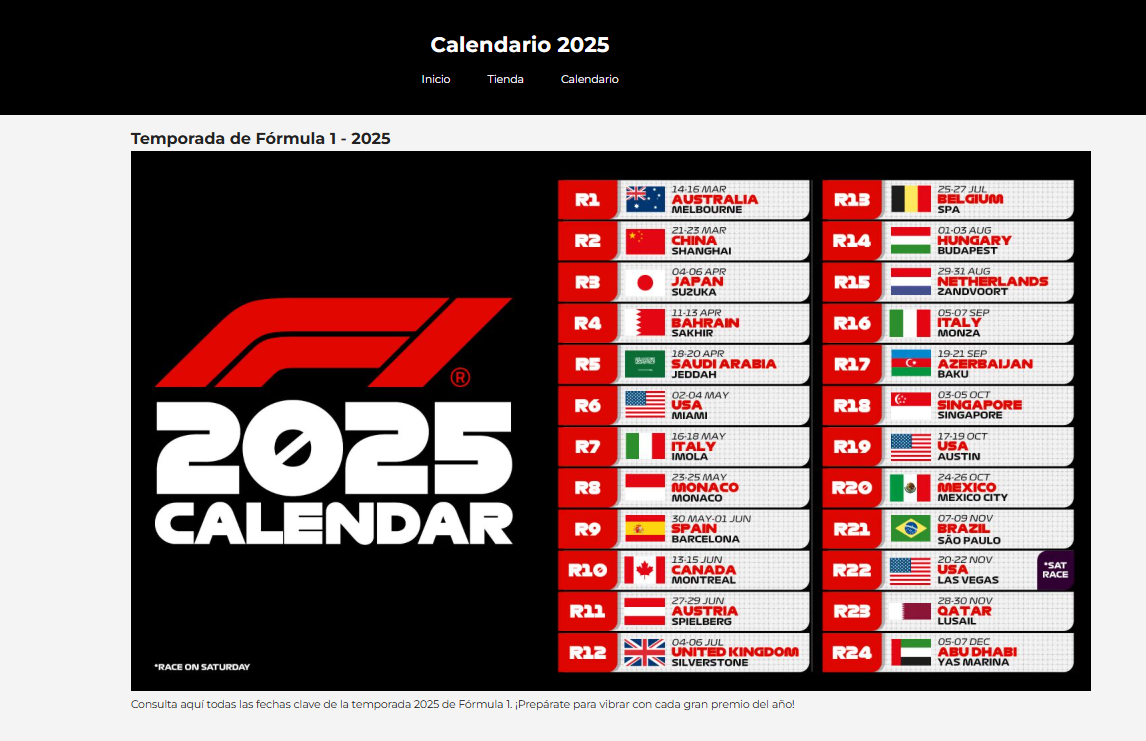 Calendario 2025
Inicio Tienda Calendario
Temporada de Fórmula 1 - 2025
F1®
2025
CALENDAR
*RACE ON SATURDAY
R1
14-16 MAR
AUSTRALIA
MELBOURNE
R2
21-23 MAR
CHINA
SHANGHAI
R3
04-06 APR
JAPAN
SUZUKA
R4
11-13 APR
BAHRAIN
SAKHIR
R5
18-20 APR
SAUDI ARABIA
JEDDAH
R6
02-04 MAY
USA
MIAMI
R7
16-18 MAY
ITALY
IMOLA
R8
23-25 MAY
MONACO
MONACO
R9
30 MAY-01 JUN
SPAIN
BARCELONA
R10
13-15 JUN
CANADA
MONTREAL
R11
27-29 JUN
AUSTRIA
SPIELBERG
R12
04-06 JUL
UNITED KINGDOM
SILVERSTONE
R13
25-27 JUL
BELGIUM
SPA
R14
01-03 AUG
HUNGARY
BUDAPEST
R15
29-31 AUG
NETHERLANDS
ZANDVOORT
R16
05-07 SEP
ITALY
MONZA
R17
19-21 SEP
AZERBAIJAN
BAKU
R18
03-05 OCT
SINGAPORE
SINGAPORE
R19
17-19 OCT
USA
AUSTIN
R20
24-26 OCT
MEXICO
MEXICO CITY
R21
07-09 NOV
BRAZIL
SÃO PAULO
R22
20-22 NOV
USA
LAS VEGAS
*SAT
RACE
R23
28-30 NOV
QATAR
LUSAIL
R24
05-07 DEC
ABU DHABI
YAS MARINA
Consulta aquí todas las fechas clave de la temporada 2025 de Fórmula 1. ¡Prepárate para vibrar con cada gran premio del año!